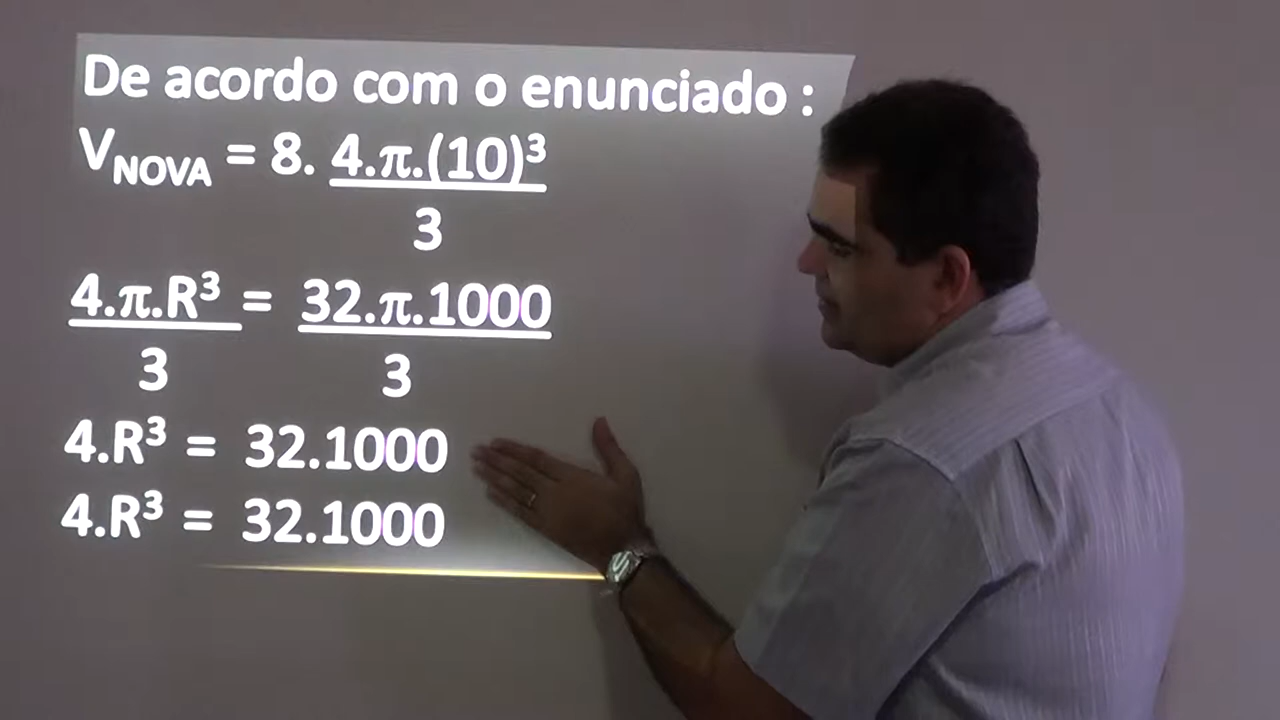 De acordo com o enunciado :
V_NOVA = 8. 4.π.(10)³
3
4.π.R³ = 32.π.1000
3 3
4.R³ = 32.1000
4.R³ = 32.1000